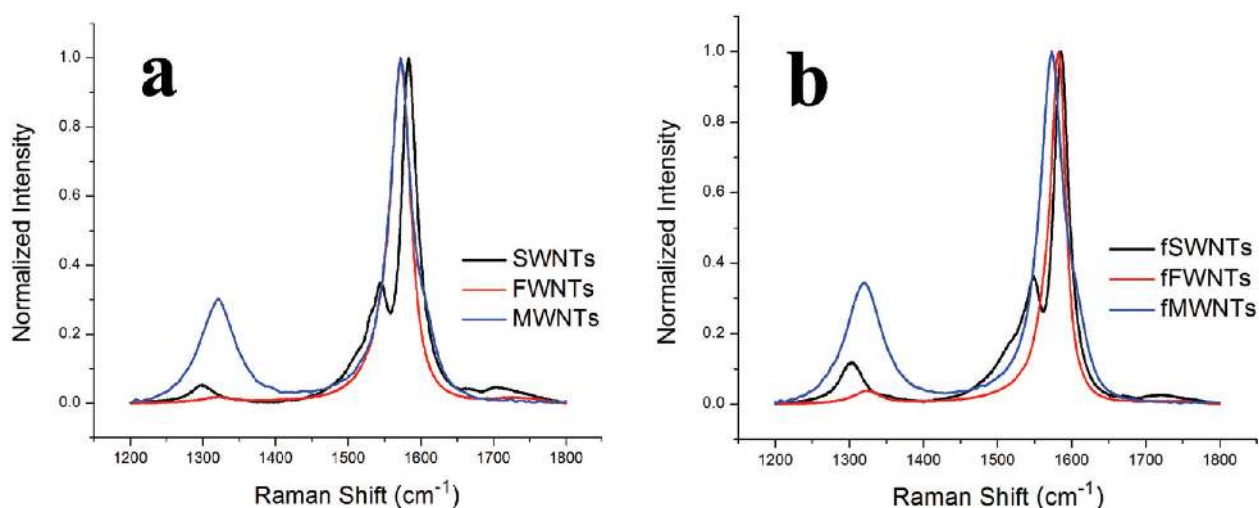 a
1.0
0.8
0.6
0.4
0.2
0.0
Normalized Intensity
SWNTs
FWNTs
MWNTs
1200 1300 1400 1500 1600 1700 1800
Raman Shift (cm⁻¹)
b
1.0
0.8
0.6
0.4
0.2
0.0
Normalized Intensity
fSWNTs
fFWNTs
fMWNTs
1200 1300 1400 1500 1600 1700 1800
Raman Shift (cm⁻¹)